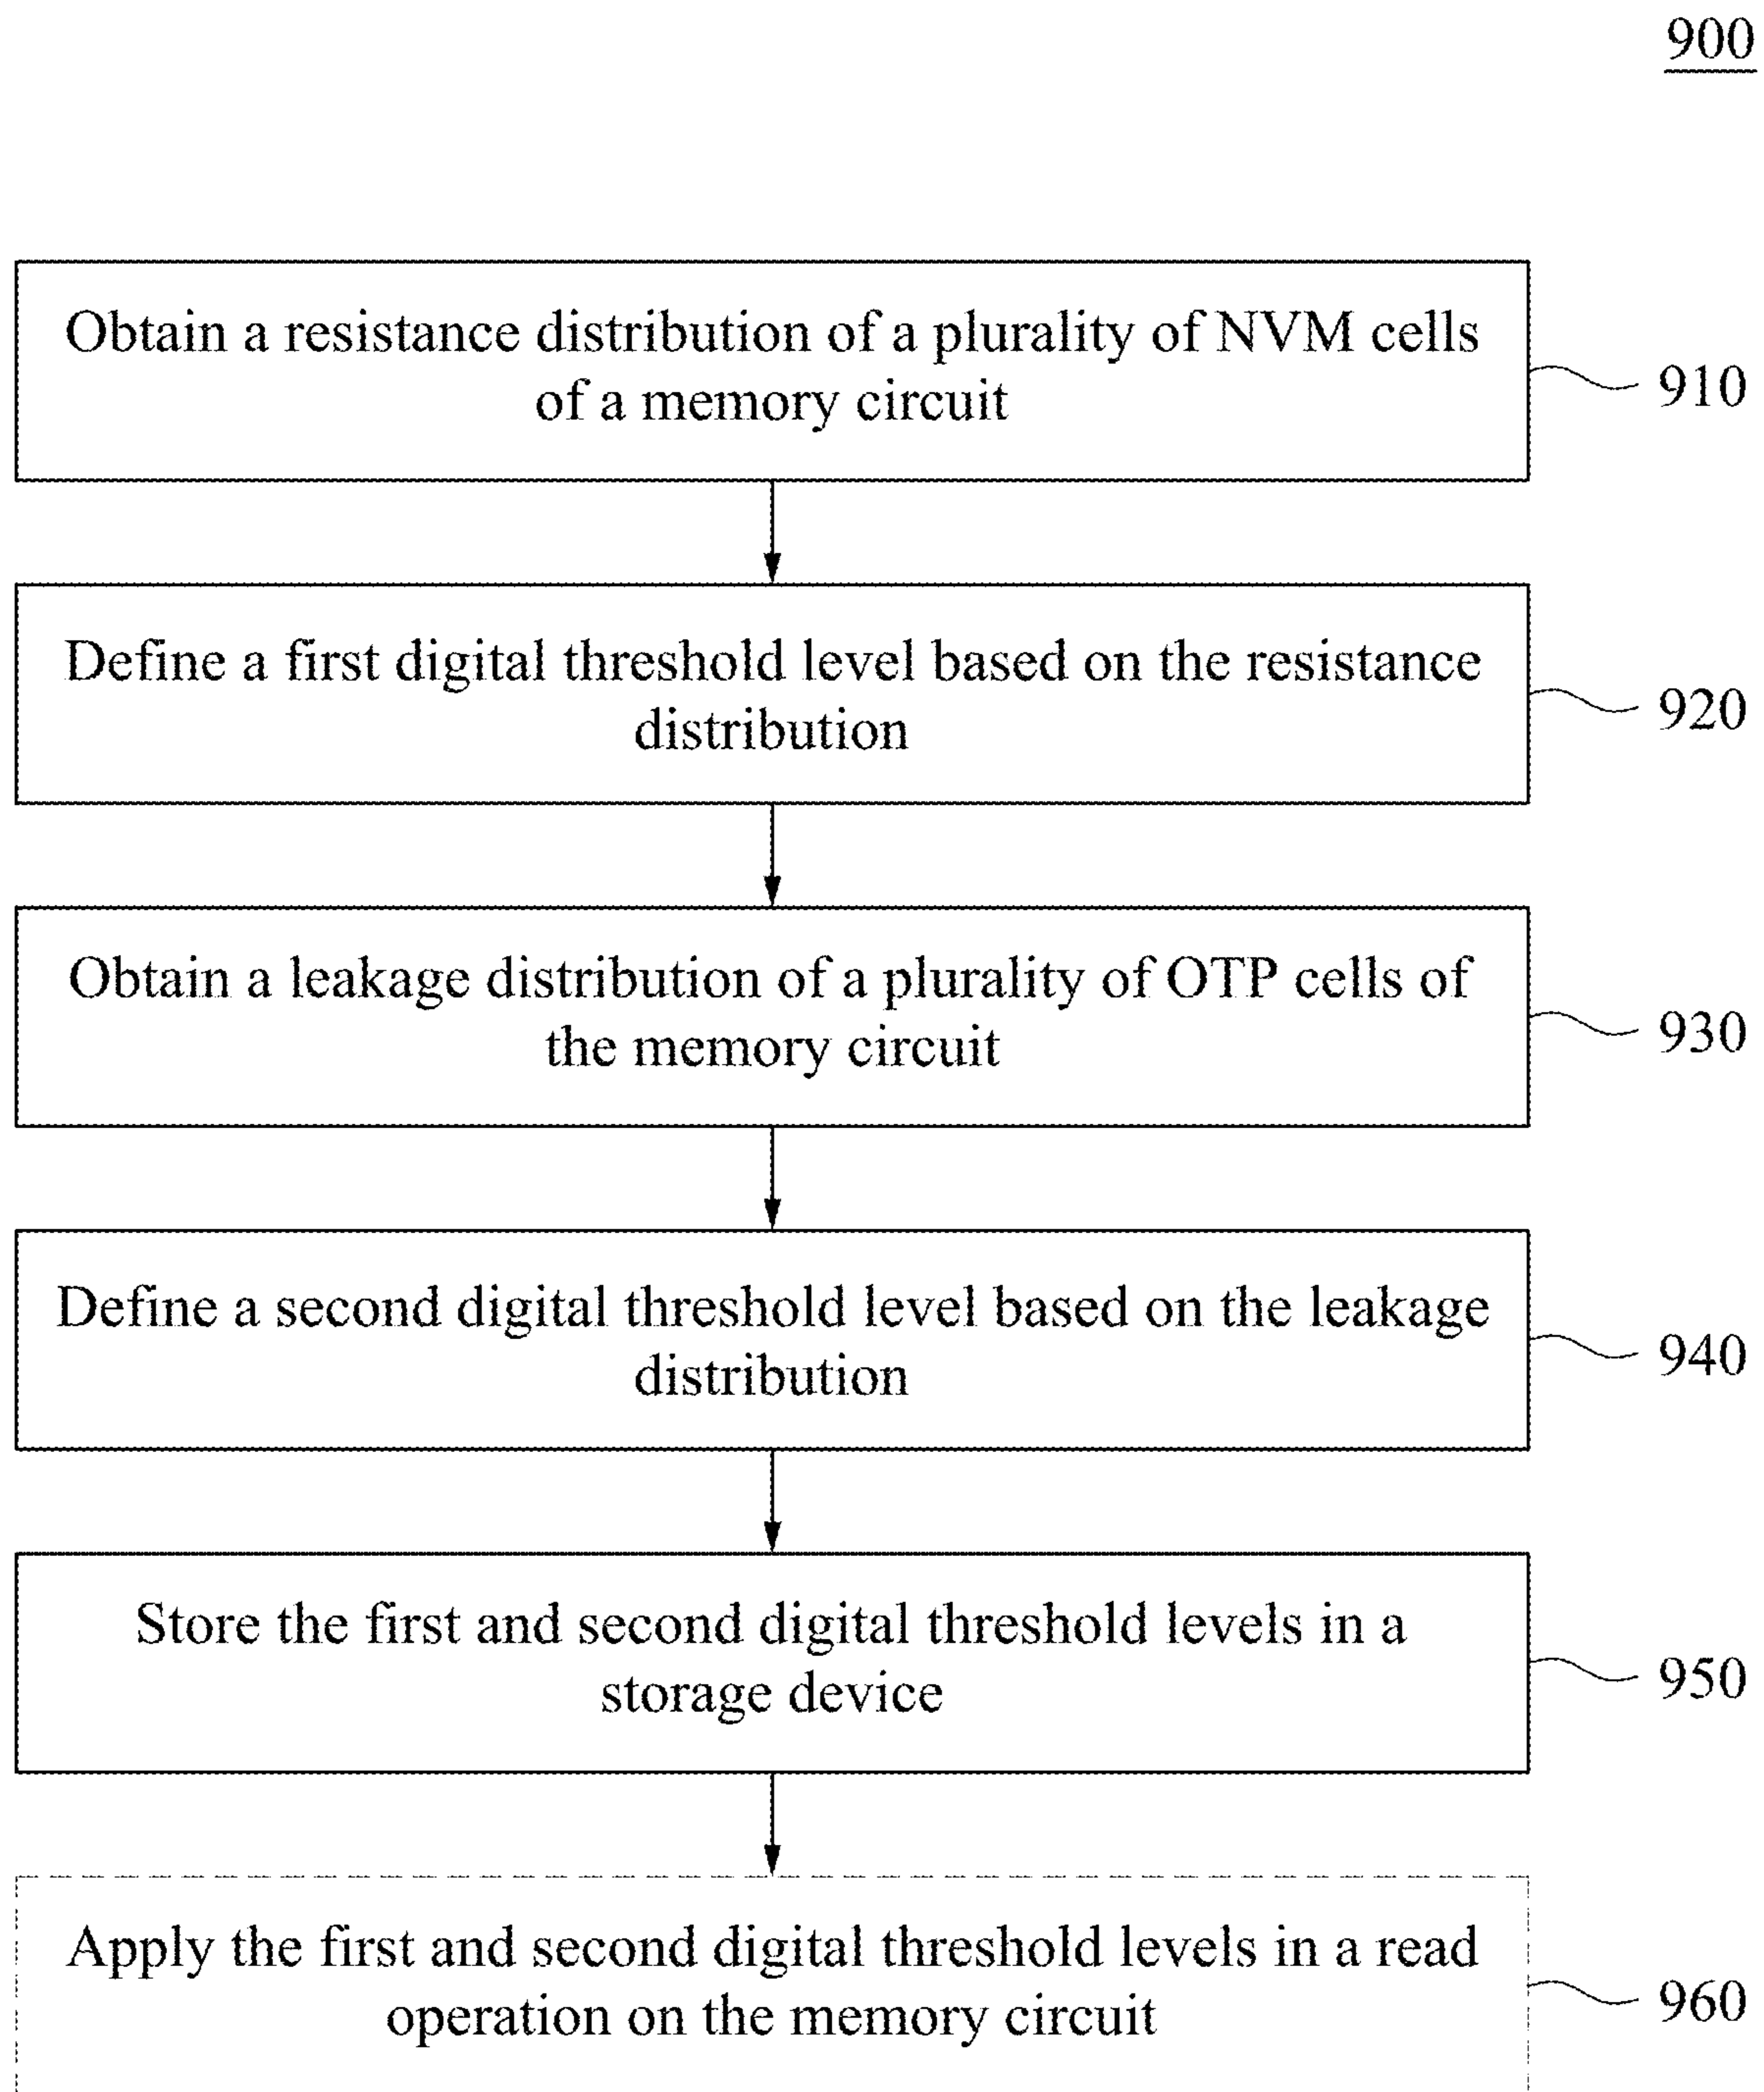 900
Obtain a resistance distribution of a plurality of NVM cells
of a memory circuit
910
Define a first digital threshold level based on the resistance
distribution
920
Obtain a leakage distribution of a plurality of OTP cells of
the memory circuit
930
Define a second digital threshold level based on the leakage
distribution
940
Store the first and second digital threshold levels in a
storage device
950
Apply the first and second digital threshold levels in a read
operation on the memory circuit
960